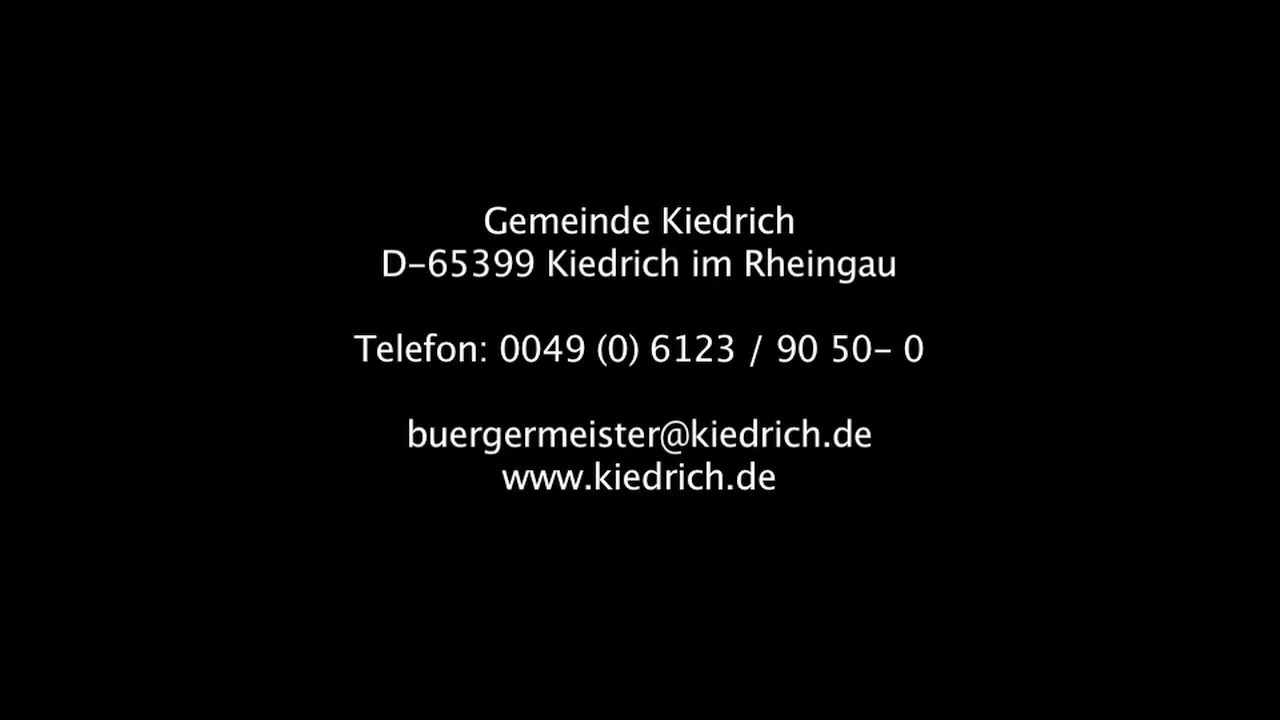 Gemeinde Kiedrich
D-65399 Kiedrich im Rheingau
Telefon: 0049 (0) 6123 / 90 50- 0
buergermeister@kiedrich.de
www.kiedrich.de